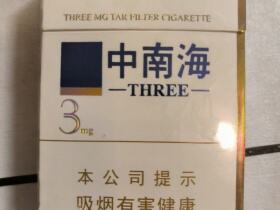 THREE MG TAR FILTER CIGARETTE
中南海
—THREE—
3mg
本公司提示
吸烟有害健康